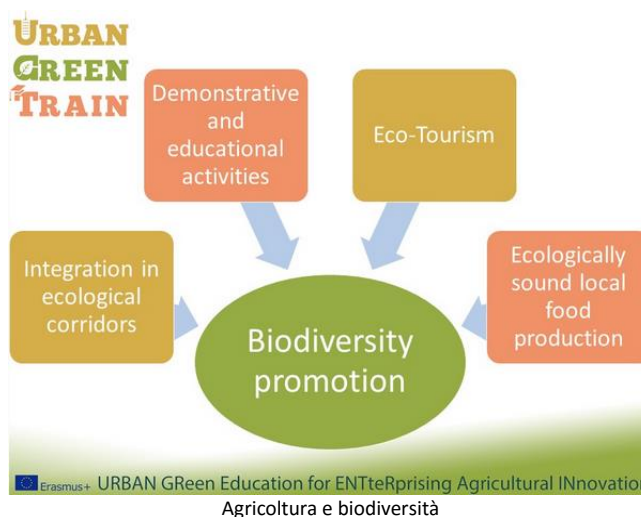 URBAN
GREEN
TRAIN
Demonstrative
and
educational
activities
Eco-Tourism
Integration in
ecological
corridors
Ecologically
sound local
food
production
Biodiversity
promotion
Erasmus+ URBAN GReen Education for ENTteRprising Agricultural INnovation
Agricoltura e biodiversità